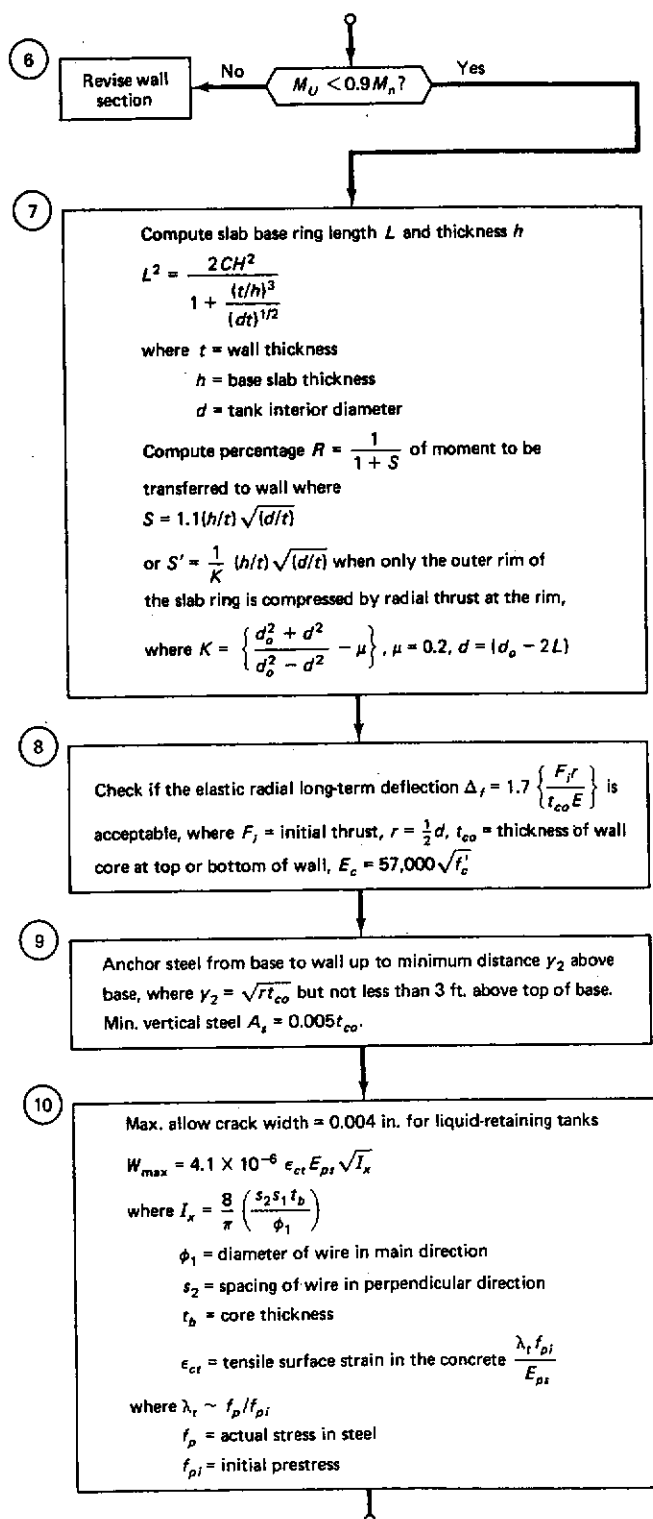 6
Revise wall
section
No
M_U < 0.9M_n?
Yes
7
Compute slab base ring length L and thickness h
L² = 2CH² / (1 + (t/h)³ / (dt)^{1/2})
where t = wall thickness
h = base slab thickness
d = tank interior diameter
Compute percentage R = 1 / (1 + S) of moment to be
transferred to wall where
S = 1.1(h/t) √(d/t)
or S' = 1/K (h/t) √(d/t) when only the outer rim of
the slab ring is compressed by radial thrust at the rim,
where K = {(d_o² + d²) / (d_o² − d²) − μ}, μ = 0.2, d = (d_o − 2L)
8
Check if the elastic radial long-term deflection Δ_f = 1.7 {F_i r / t_co E} is
acceptable, where F_i = initial thrust, r = ½d, t_co = thickness of wall
core at top or bottom of wall, E_c = 57,000√f'_c
9
Anchor steel from base to wall up to minimum distance y_2 above
base, where y_2 = √rt_co but not less than 3 ft. above top of base.
Min. vertical steel A_s = 0.005t_co.
10
Max. allow crack width = 0.004 in. for liquid-retaining tanks
W_max = 4.1 × 10⁻⁶ ε_ct E_ps √I_x
where I_x = 8/π (s_2 s_1 t_b / φ_1)
φ_1 = diameter of wire in main direction
s_2 = spacing of wire in perpendicular direction
t_b = core thickness
ε_ct = tensile surface strain in the concrete λ_t f_pi / E_ps
where λ_t ~ f_p/f_pi
f_p = actual stress in steel
f_pi = initial prestress